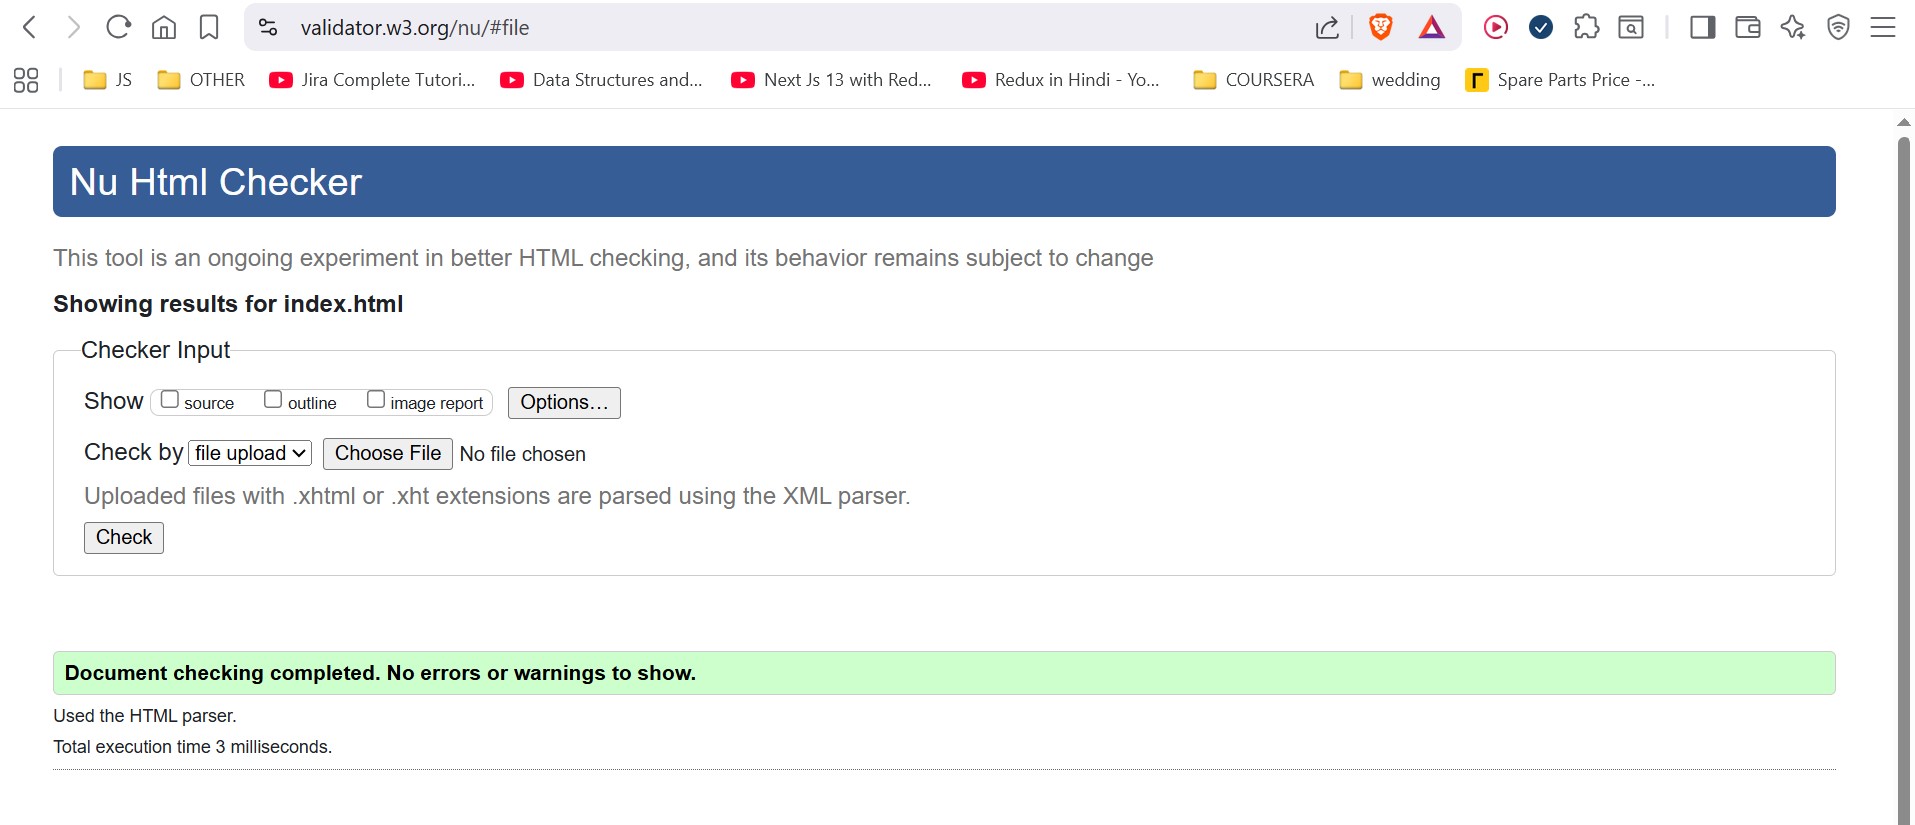 validator.w3.org/nu/#file
JS OTHER Jira Complete Tutori... Data Structures and... Next Js 13 with Red... Redux in Hindi - Yo... COURSERA wedding Spare Parts Price -...
Nu Html Checker
This tool is an ongoing experiment in better HTML checking, and its behavior remains subject to change
Showing results for index.html
Checker Input
Show source outline image report Options...
Check by file upload Choose File No file chosen
Uploaded files with .xhtml or .xht extensions are parsed using the XML parser.
Check
Document checking completed. No errors or warnings to show.
Used the HTML parser.
Total execution time 3 milliseconds.